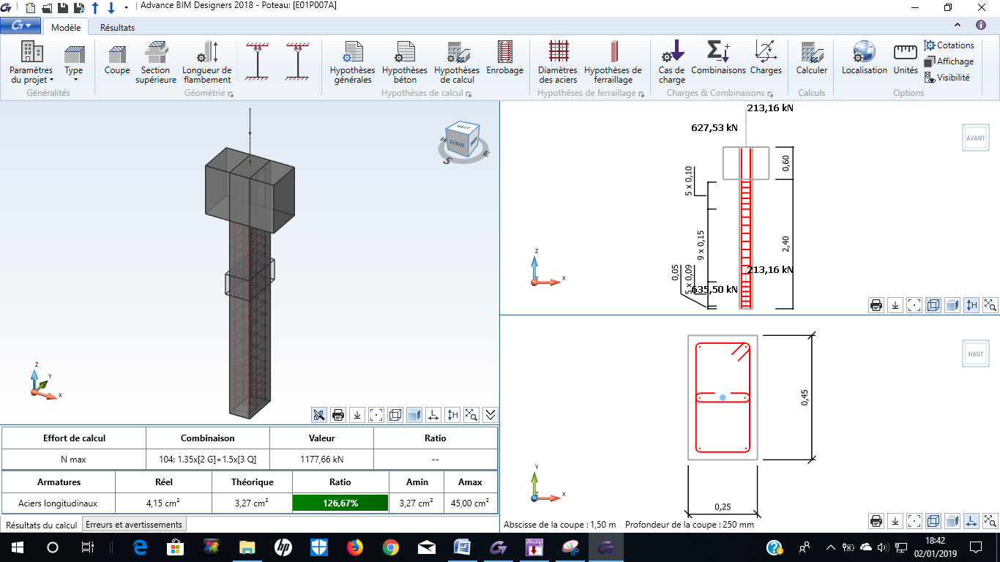 Advance BIM Designers 2018 - Poteau: [E01P007A]
Modèle
Résultats
Paramètres du projet
Type
Coupe
Section supérieure
Longueur de flambement
Hypothèses générales
Hypothèses béton
Hypothèses de calcul
Enrobage
Diamètres des aciers
Hypothèses de ferraillage
Cas de charge
Combinaisons
Charges
Calculer
Localisation
Unités
Cotations
Affichage
Visibilité
Généralités
Géométrie
Hypothèses de calcul
Hypothèses de ferraillage
Charges & Combinaisons
Calculs
Options
HAUT
AVANT
S
E
Z
Y
X
213,16 kN
627,53 kN
AVANT
0,60
5 x 0,10
9 x 0,15
2,40
0,05
5 x 0,09
213,16 kN
635,50 kN
Z
Y
X
HAUT
0,45
0,25
Y
Z
X
Effort de calcul Combinaison Valeur Ratio
N max 104: 1.35x[2 G]+1.5x[3 Q] 1177,66 kN --
Armatures Réel Théorique Ratio Amin Amax
Aciers longitudinaux 4,15 cm² 3,27 cm² 126,67% 3,27 cm² 45,00 cm²
Résultats du calcul Erreurs et avertissements
Abscisse de la coupe : 1,50 m Profondeur de la coupe : 250 mm
18:42
02/01/2019